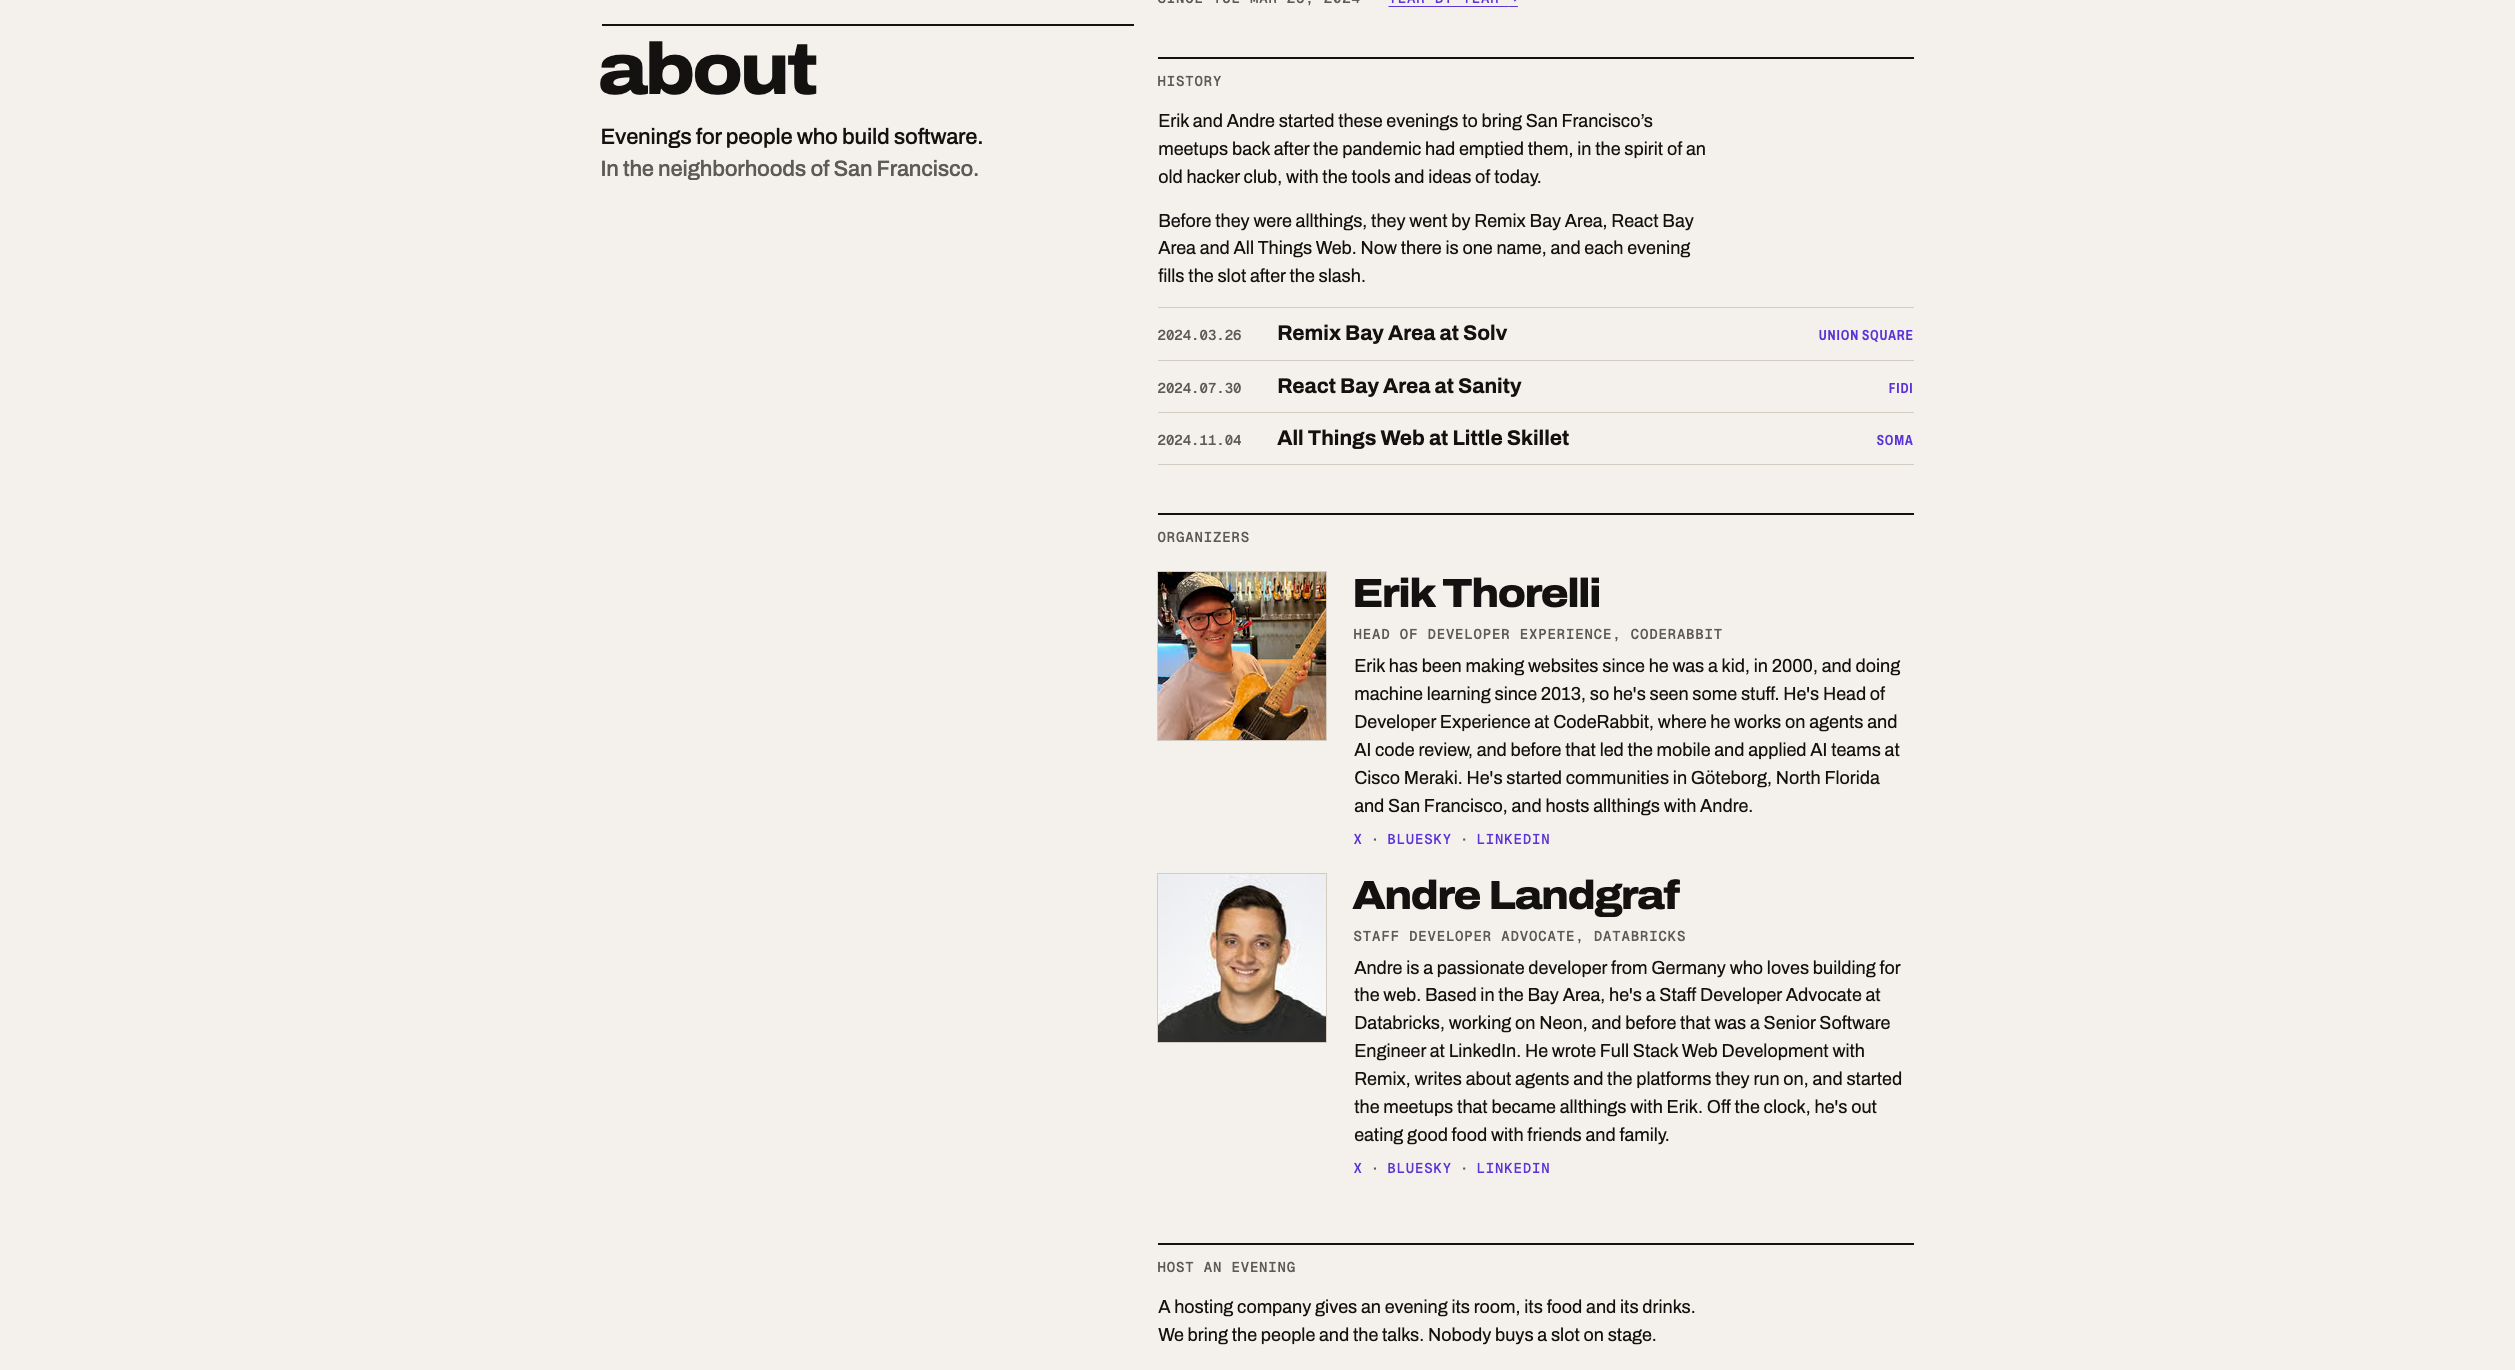 about
Evenings for people who build software.
In the neighborhoods of San Francisco.
HISTORY
Erik and Andre started these evenings to bring San Francisco’s
meetups back after the pandemic had emptied them, in the spirit of an
old hacker club, with the tools and ideas of today.
Before they were allthings, they went by Remix Bay Area, React Bay
Area and All Things Web. Now there is one name, and each evening
fills the slot after the slash.
2024.03.26 Remix Bay Area at Solv UNION SQUARE
2024.07.30 React Bay Area at Sanity FIDI
2024.11.04 All Things Web at Little Skillet SOMA
ORGANIZERS
Erik Thorelli
HEAD OF DEVELOPER EXPERIENCE, CODERABBIT
Erik has been making websites since he was a kid, in 2000, and doing
machine learning since 2013, so he's seen some stuff. He's Head of
Developer Experience at CodeRabbit, where he works on agents and
AI code review, and before that led the mobile and applied AI teams at
Cisco Meraki. He's started communities in Göteborg, North Florida
and San Francisco, and hosts allthings with Andre.
X · BLUESKY · LINKEDIN
Andre Landgraf
STAFF DEVELOPER ADVOCATE, DATABRICKS
Andre is a passionate developer from Germany who loves building for
the web. Based in the Bay Area, he's a Staff Developer Advocate at
Databricks, working on Neon, and before that was a Senior Software
Engineer at LinkedIn. He wrote Full Stack Web Development with
Remix, writes about agents and the platforms they run on, and started
the meetups that became allthings with Erik. Off the clock, he's out
eating good food with friends and family.
X · BLUESKY · LINKEDIN
HOST AN EVENING
A hosting company gives an evening its room, its food and its drinks.
We bring the people and the talks. Nobody buys a slot on stage.